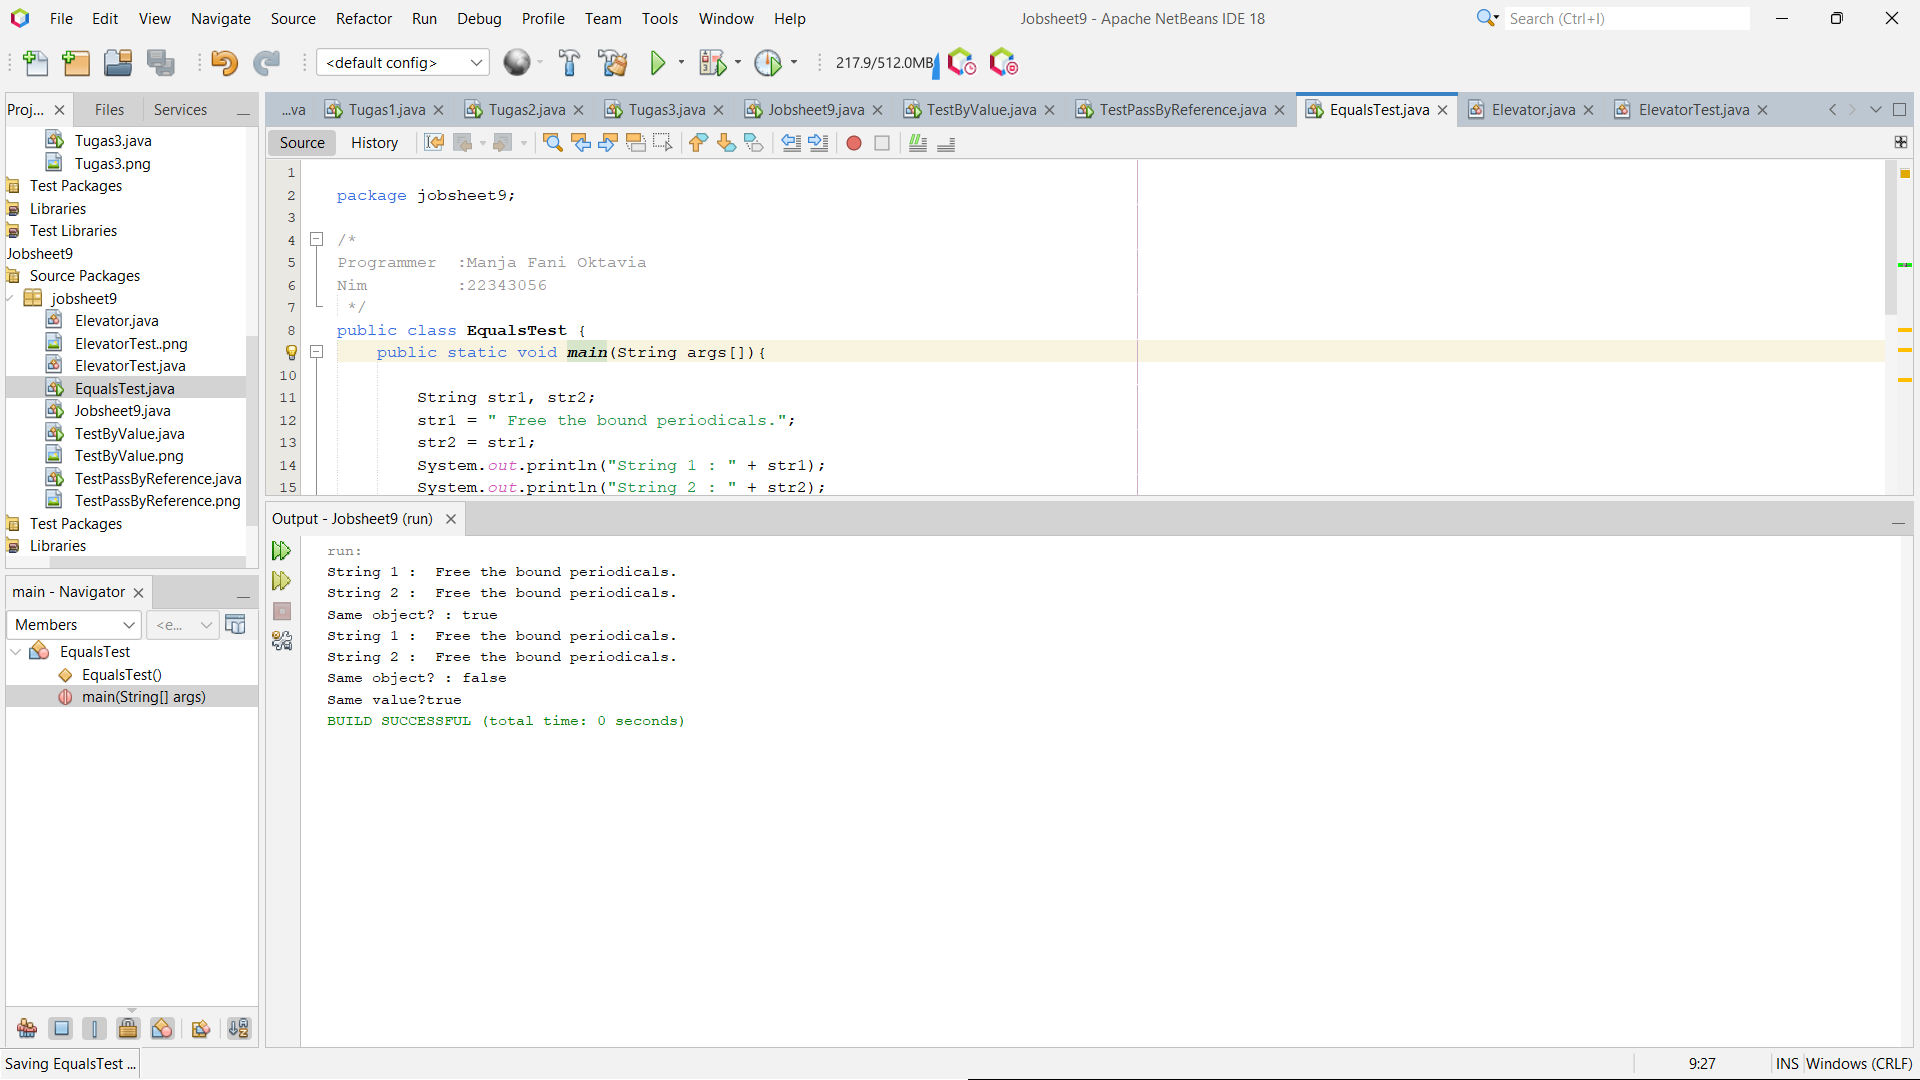 File Edit View Navigate Source Refactor Run Debug Profile Team Tools Window Help
Jobsheet9 - Apache NetBeans IDE 18
Search (Ctrl+I)
<default config>
217.9/512.0MB
Proj... Files Services
...va Tugas1.java Tugas2.java Tugas3.java Jobsheet9.java TestByValue.java TestPassByReference.java EqualsTest.java Elevator.java ElevatorTest.java
Source History
Tugas3.java
Tugas3.png
Test Packages
Libraries
Test Libraries
Jobsheet9
Source Packages
jobsheet9
Elevator.java
ElevatorTest..png
ElevatorTest.java
EqualsTest.java
Jobsheet9.java
TestByValue.java
TestByValue.png
TestPassByReference.java
TestPassByReference.png
Test Packages
Libraries
1
2 package jobsheet9;
3
4 /*
5 Programmer :Manja Fani Oktavia
6 Nim :22343056
7 */
8 public class EqualsTest {
public static void main(String args[]){
10
11 String str1, str2;
12 str1 = " Free the bound periodicals.";
13 str2 = str1;
14 System.out.println("String 1 : " + str1);
15 System.out.println("String 2 : " + str2);
Output - Jobsheet9 (run)
run:
String 1 :  Free the bound periodicals.
String 2 :  Free the bound periodicals.
Same object? : true
String 1 :  Free the bound periodicals.
String 2 :  Free the bound periodicals.
Same object? : false
Same value?true
BUILD SUCCESSFUL (total time: 0 seconds)
main - Navigator
Members <e...
EqualsTest
EqualsTest()
main(String[] args)
Saving EqualsTest ...
9:27 INS Windows (CRLF)